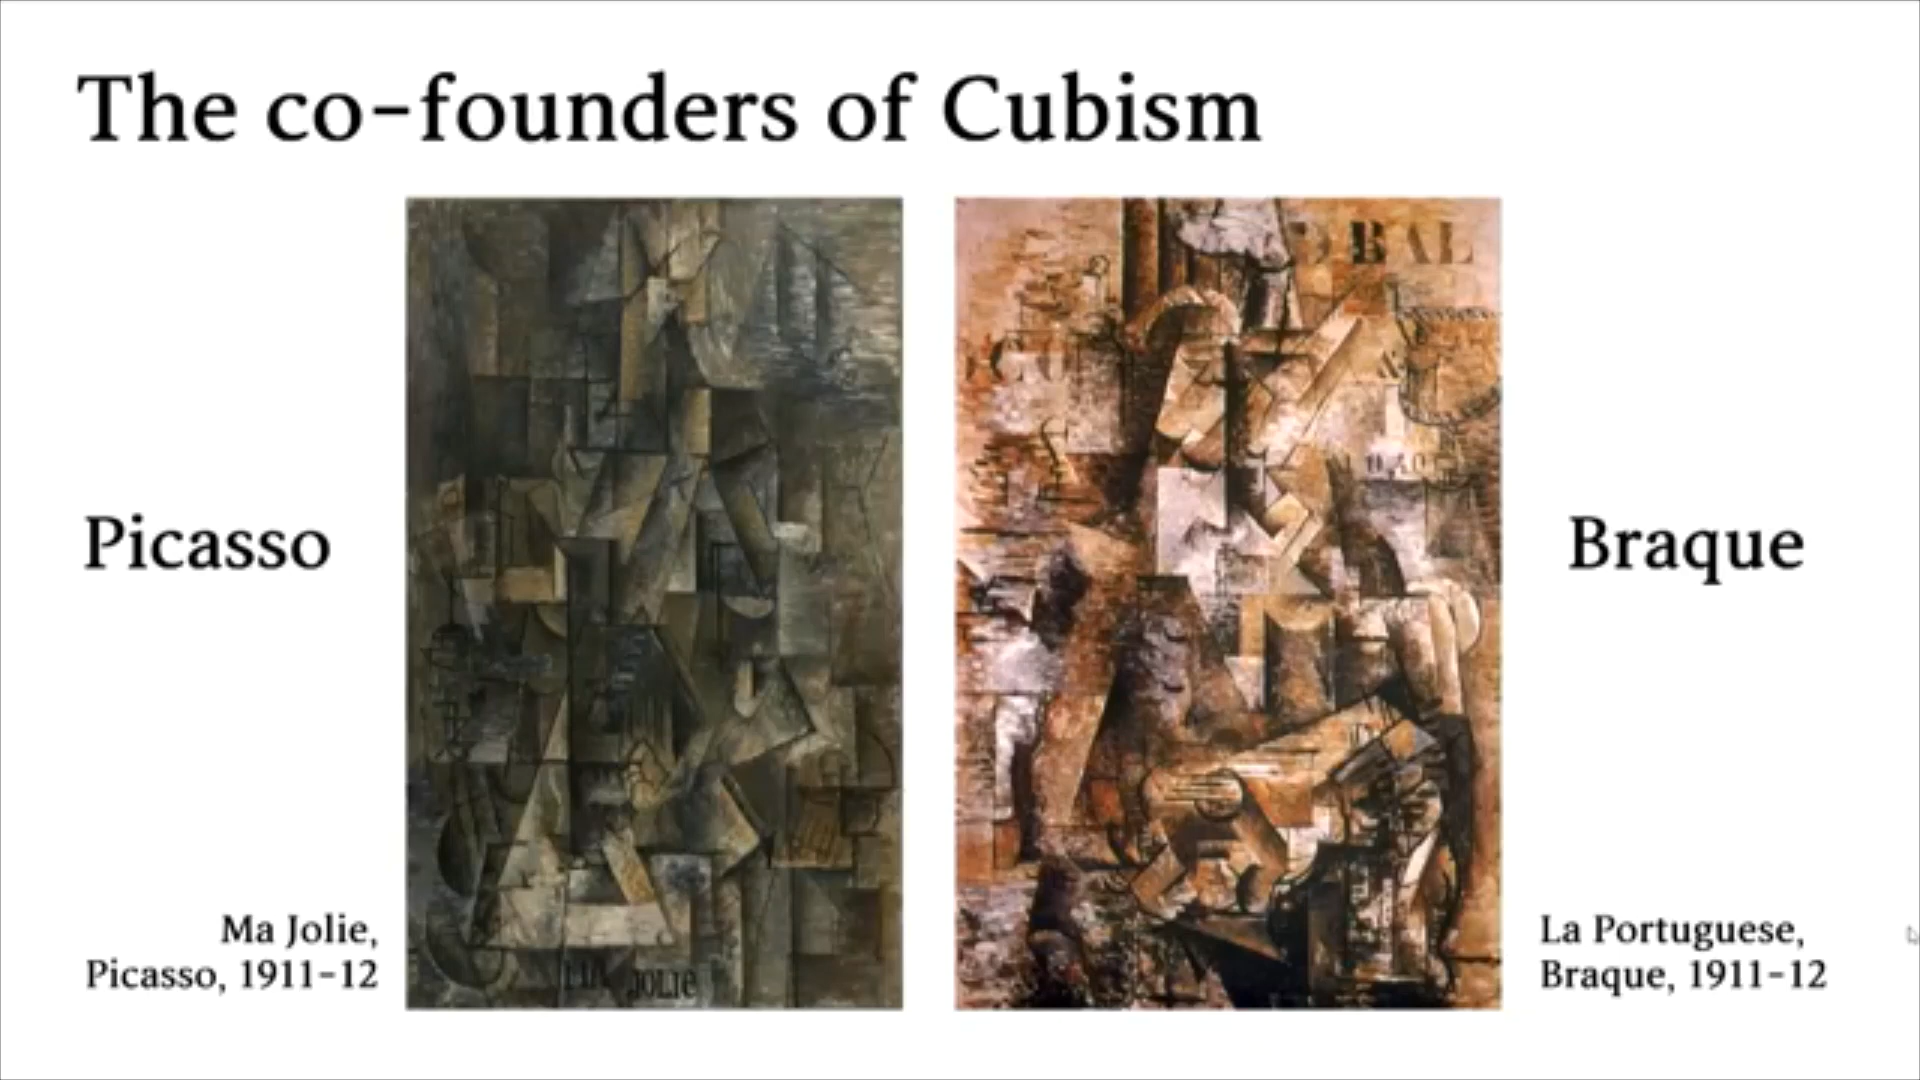 The co-founders of Cubism
Picasso
Ma Jolie,
Picasso, 1911-12
JOLIE
D BAL
Braque
La Portuguese,
Braque, 1911-12